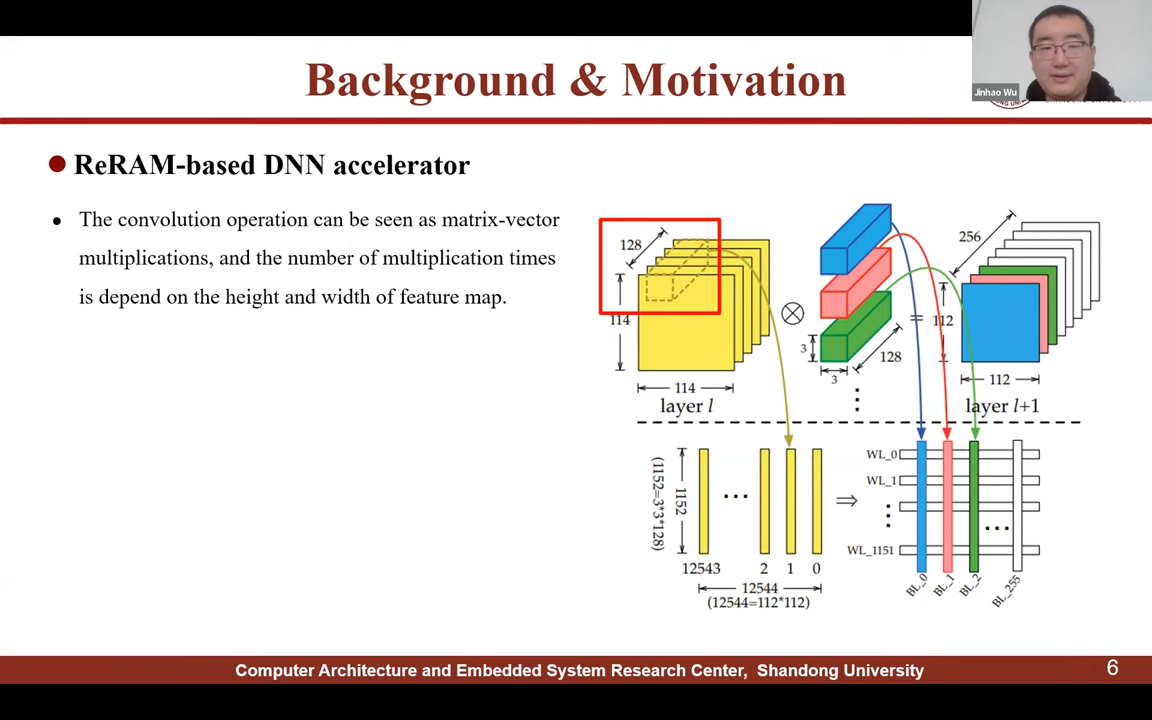 Background & Motivation
Jinhao Wu
ReRAM-based DNN accelerator
The convolution operation can be seen as matrix-vector
multiplications, and the number of multiplication times
is depend on the height and width of feature map.
128
114
114
layer l
3
3
128
=
256
112
112
layer l+1
1152
(1152=3*3*128)
...
12543
2
1
0
12544
(12544=112*112)
WL_0
WL_1
WL_1151
...
BL_0
BL_1
BL_2
BL_255
Computer Architecture and Embedded System Research Center, Shandong University
6